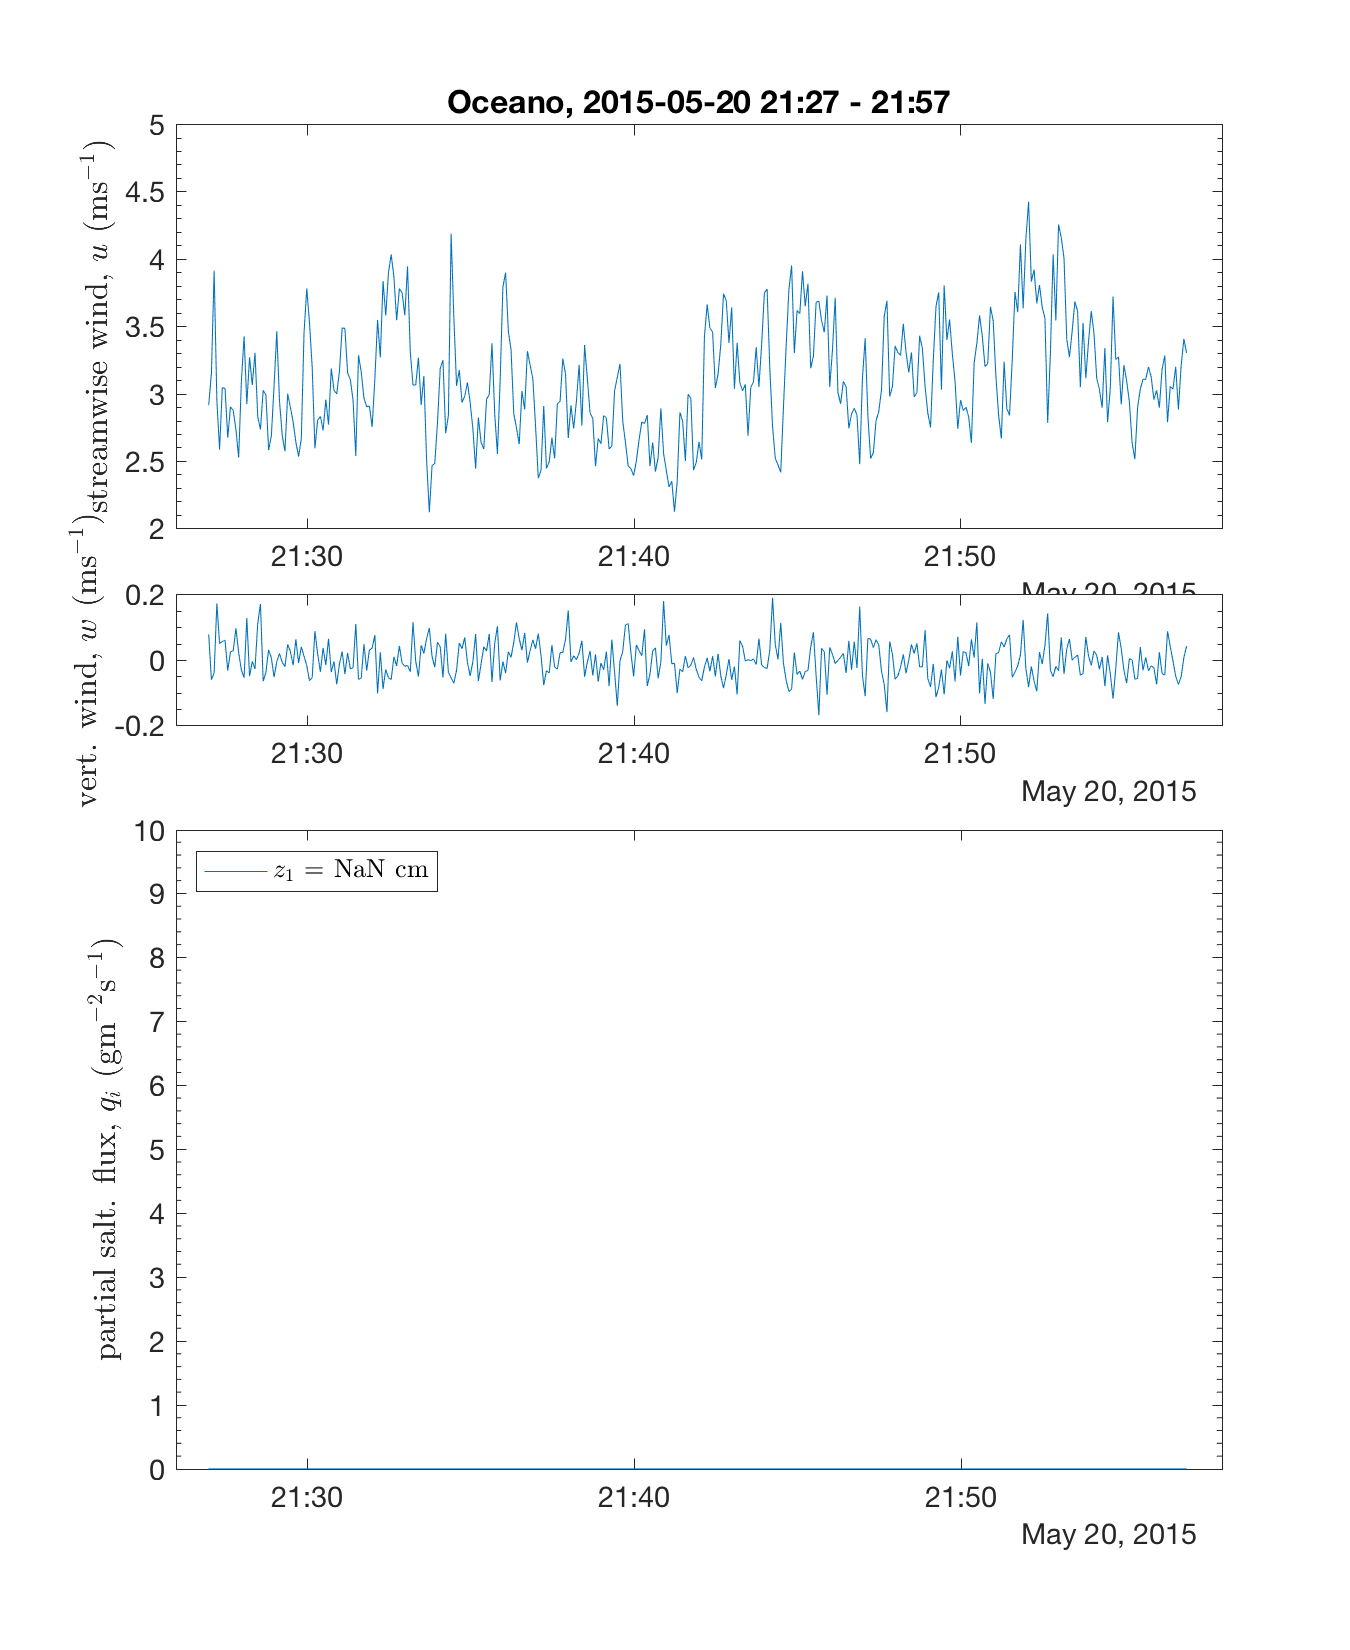 Oceano, 2015-05-20 21:27 - 21:57
streamwise wind, u (ms⁻¹)
5
4.5
4
3.5
3
2.5
2
21:30 21:40 21:50
May 20, 2015
vert. wind, w (ms⁻¹)
0.2
0
-0.2
21:30 21:40 21:50
May 20, 2015
partial salt. flux, qᵢ (gm⁻²s⁻¹)
10
9
8
7
6
5
4
3
2
1
0
z₁ = NaN cm
21:30 21:40 21:50
May 20, 2015